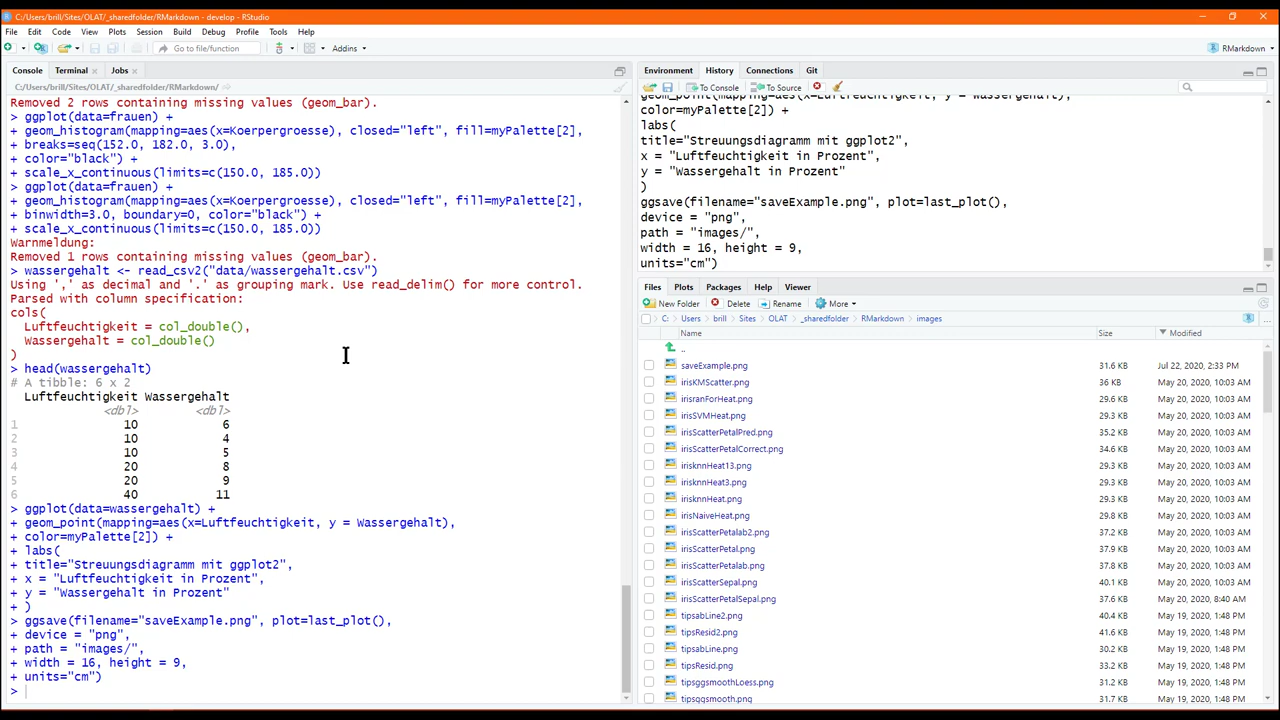 C:/Users/brill/Sites/OLAT/_sharedfolder/RMarkdown - develop - RStudio
File Edit Code View Plots Session Build Debug Profile Tools Help
Go to file/function Addins RMarkdown
Console Terminal Jobs
C:/Users/brill/Sites/OLAT/_sharedfolder/RMarkdown/
Removed 2 rows containing missing values (geom_bar).
> ggplot(data=frauen) +
+ geom_histogram(mapping=aes(x=Koerpergroesse), closed="left", fill=myPalette[2],
+ breaks=seq(152.0, 182.0, 3.0),
+ color="black") +
+ scale_x_continuous(limits=c(150.0, 185.0))
> ggplot(data=frauen) +
+ geom_histogram(mapping=aes(x=Koerpergroesse), closed="left", fill=myPalette[2],
+ binwidth=3.0, boundary=0, color="black") +
+ scale_x_continuous(limits=c(150.0, 185.0))
Warnmeldung:
Removed 1 rows containing missing values (geom_bar).
> wassergehalt <- read_csv2("data/wassergehalt.csv")
Using ',' as decimal and '.' as grouping mark. Use read_delim() for more control.
Parsed with column specification:
cols(
Luftfeuchtigkeit = col_double(),
Wassergehalt = col_double()
)
> head(wassergehalt)
# A tibble: 6 x 2
Luftfeuchtigkeit Wassergehalt
<dbl> <dbl>
1 10 6
2 10 4
3 10 5
4 20 8
5 20 9
6 40 11
> ggplot(data=wassergehalt) +
+ geom_point(mapping=aes(x=Luftfeuchtigkeit, y = Wassergehalt),
+ color=myPalette[2]) +
+ labs(
+ title="Streuungsdiagramm mit ggplot2",
+ x = "Luftfeuchtigkeit in Prozent",
+ y = "Wassergehalt in Prozent"
+ )
> ggsave(filename="saveExample.png", plot=last_plot(),
+ device = "png",
+ path = "images/",
+ width = 16, height = 9,
+ units="cm")
>
Environment History Connections Git
To Console To Source
geom_point(mapping=aes(x=Luftfeuchtigkeit, y = Wassergehalt),
color=myPalette[2]) +
labs(
title="Streuungsdiagramm mit ggplot2",
x = "Luftfeuchtigkeit in Prozent",
y = "Wassergehalt in Prozent"
)
ggsave(filename="saveExample.png", plot=last_plot(),
device = "png",
path = "images/",
width = 16, height = 9,
units="cm")
Files Plots Packages Help Viewer
New Folder Delete Rename More
C: Users brill Sites OLAT _sharedfolder RMarkdown images ...
Name Size Modified
..
saveExample.png 31.6 KB Jul 22, 2020, 2:33 PM
irisKMScatter.png 36 KB May 20, 2020, 10:03 AM
irisranForHeat.png 29.6 KB May 20, 2020, 10:03 AM
irisSVMHeat.png 29.6 KB May 20, 2020, 10:03 AM
irisScatterPetalPred.png 36.2 KB May 20, 2020, 10:03 AM
irisScatterPetalCorrect.png 34.6 KB May 20, 2020, 10:03 AM
irisknnHeat13.png 29.3 KB May 20, 2020, 10:03 AM
irisknnHeat3.png 29.3 KB May 20, 2020, 10:03 AM
irisknnHeat.png 29.3 KB May 20, 2020, 10:03 AM
irisNaiveHeat.png 29.8 KB May 20, 2020, 10:03 AM
irisScatterPetalab2.png 37.2 KB May 20, 2020, 10:03 AM
irisScatterPetal.png 37.9 KB May 20, 2020, 10:03 AM
irisScatterPetalab.png 37.8 KB May 20, 2020, 10:03 AM
irisScatterSepal.png 40.1 KB May 20, 2020, 10:03 AM
irisScatterPetalSepal.png 39.8 KB May 20, 2020, 8:40 AM
tipsabLine2.png 40.4 KB May 19, 2020, 1:48 PM
tipsResid2.png 41.6 KB May 19, 2020, 1:48 PM
tipsabLine.png 30.2 KB May 19, 2020, 1:48 PM
tipsResid.png 30.2 KB May 19, 2020, 1:48 PM
tipsggsmoothLoess.png 31.2 KB May 19, 2020, 1:48 PM
tipsggsmooth.png 31.7 KB May 19, 2020, 1:48 PM